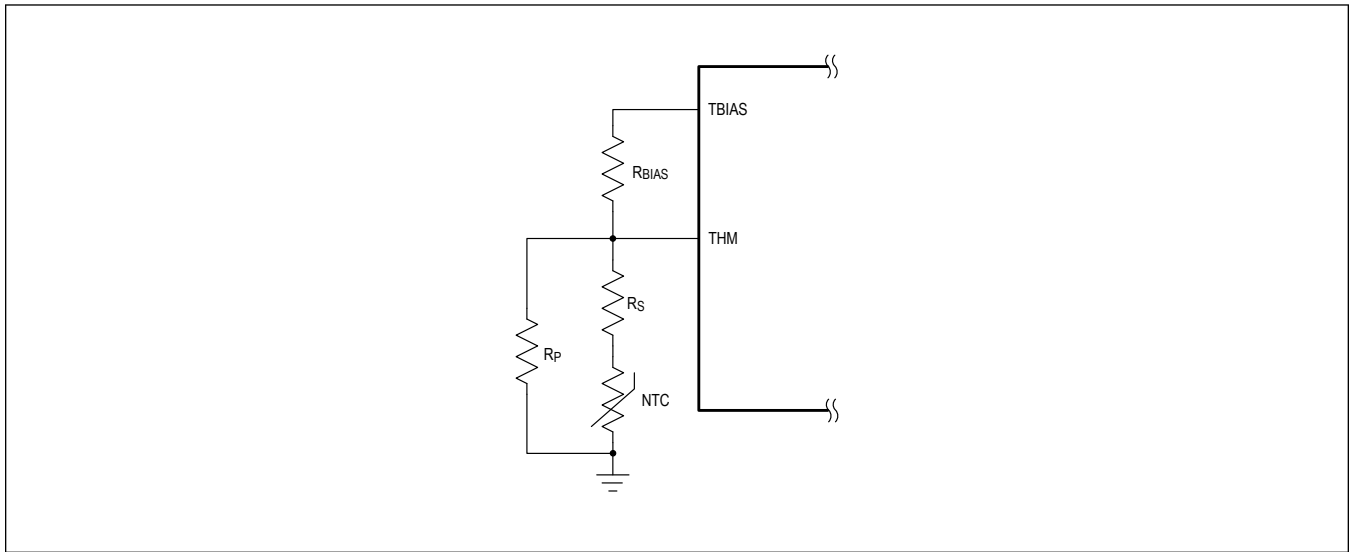 TBIAS
RBIAS
THM
RS
RP
NTC